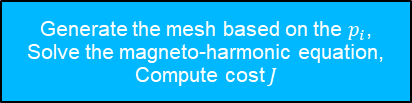 Generate the mesh based on the 𝑝ᵢ,
Solve the magneto-harmonic equation,
Compute cost 𝐽